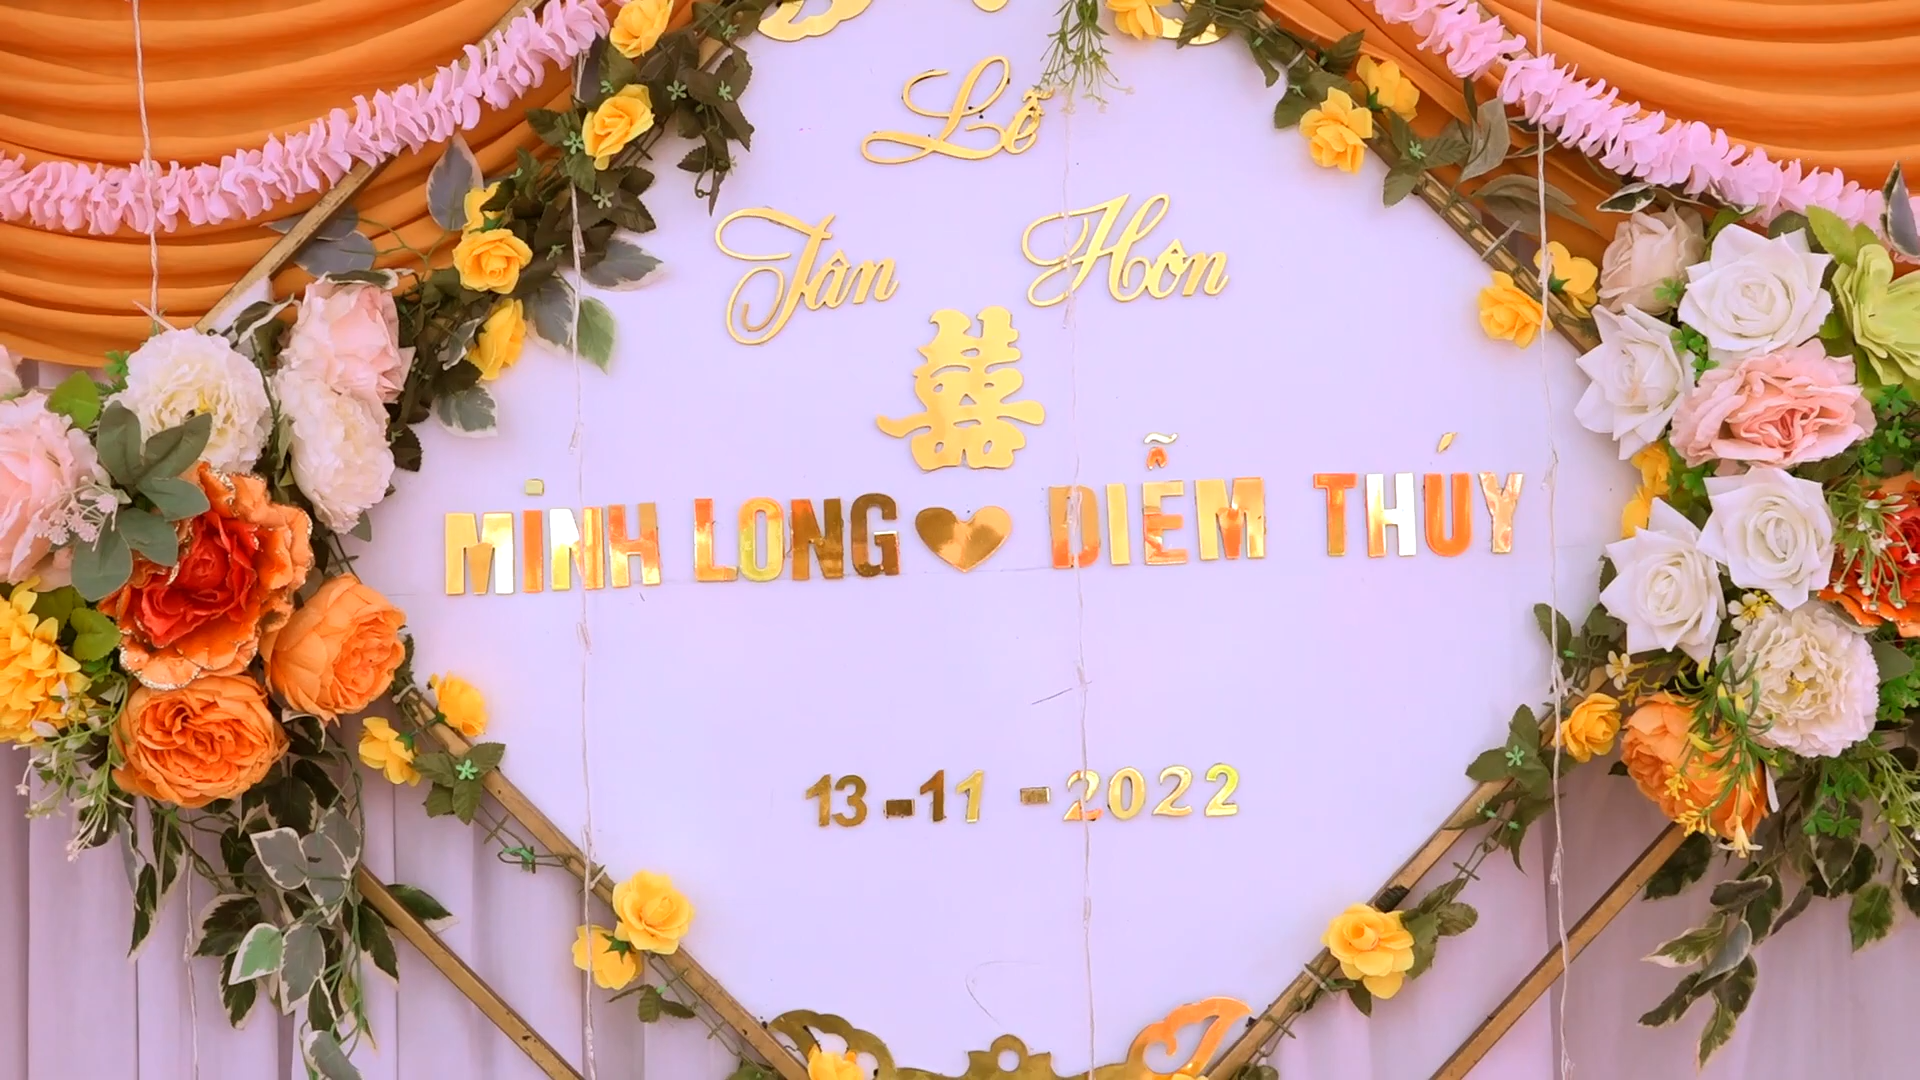 Lễ
Tân Hôn
囍
MINH LONG ♥ DIỄM THÚY
13-11-2022